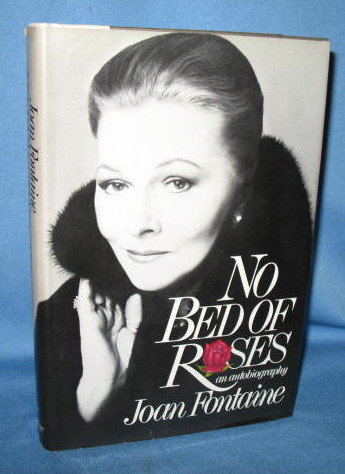 Joan Fontaine
NO
BED OF
ROSES
an autobiography
Joan Fontaine